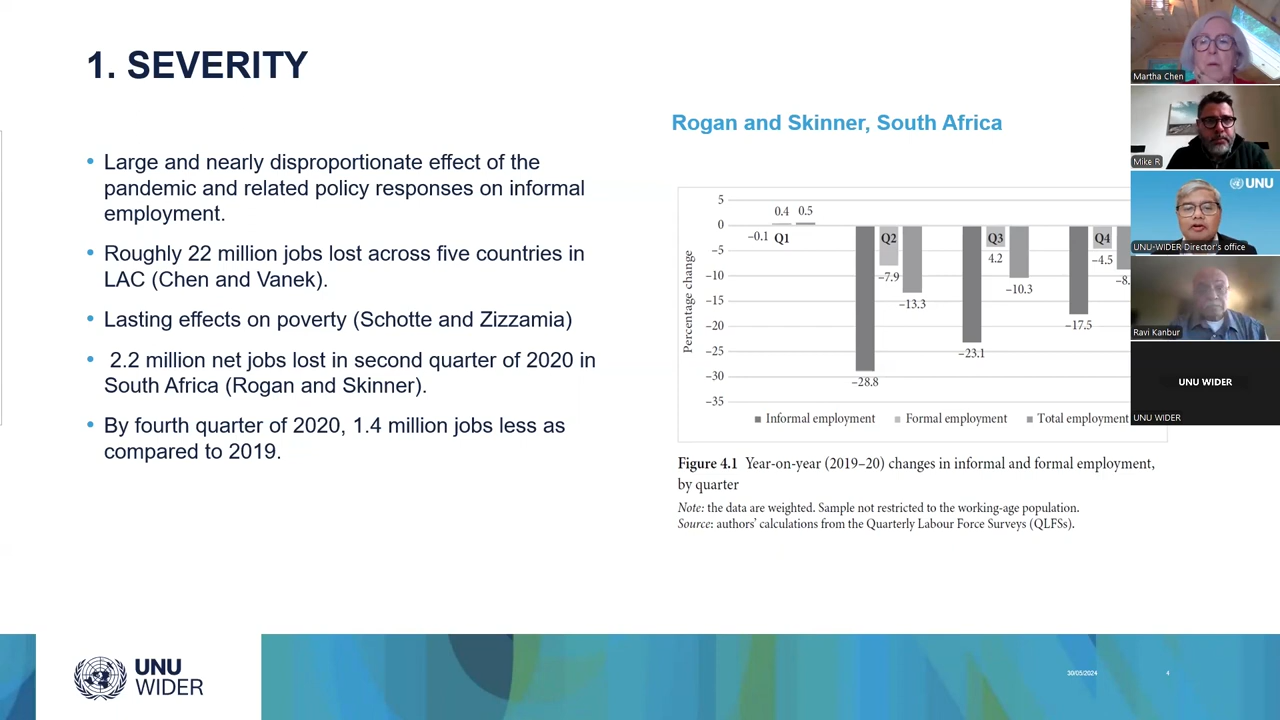 1. SEVERITY
• Large and nearly disproportionate effect of the
pandemic and related policy responses on informal
employment.
• Roughly 22 million jobs lost across five countries in
LAC (Chen and Vanek).
• Lasting effects on poverty (Schotte and Zizzamia)
• 2.2 million net jobs lost in second quarter of 2020 in
South Africa (Rogan and Skinner).
• By fourth quarter of 2020, 1.4 million jobs less as
compared to 2019.
Rogan and Skinner, South Africa
Percentage change
5
0
−5
−10
−15
−20
−25
−30
−35
−0.1 Q1 0.4 0.5
Q2 −28.8 −7.9 −13.3
Q3 −23.1 4.2 −10.3
Q4 −17.5 −4.5 −8.
Informal employment Formal employment Total employment
Figure 4.1 Year-on-year (2019–20) changes in informal and formal employment,
by quarter
Note: the data are weighted. Sample not restricted to the working-age population.
Source: authors' calculations from the Quarterly Labour Force Surveys (QLFSs).
Martha Chen
Mike R
UNU
UNU-WIDER Director's office
Ravi Kanbur
UNU WIDER
UNU WIDER
UNU
WIDER
30/05/2024
4